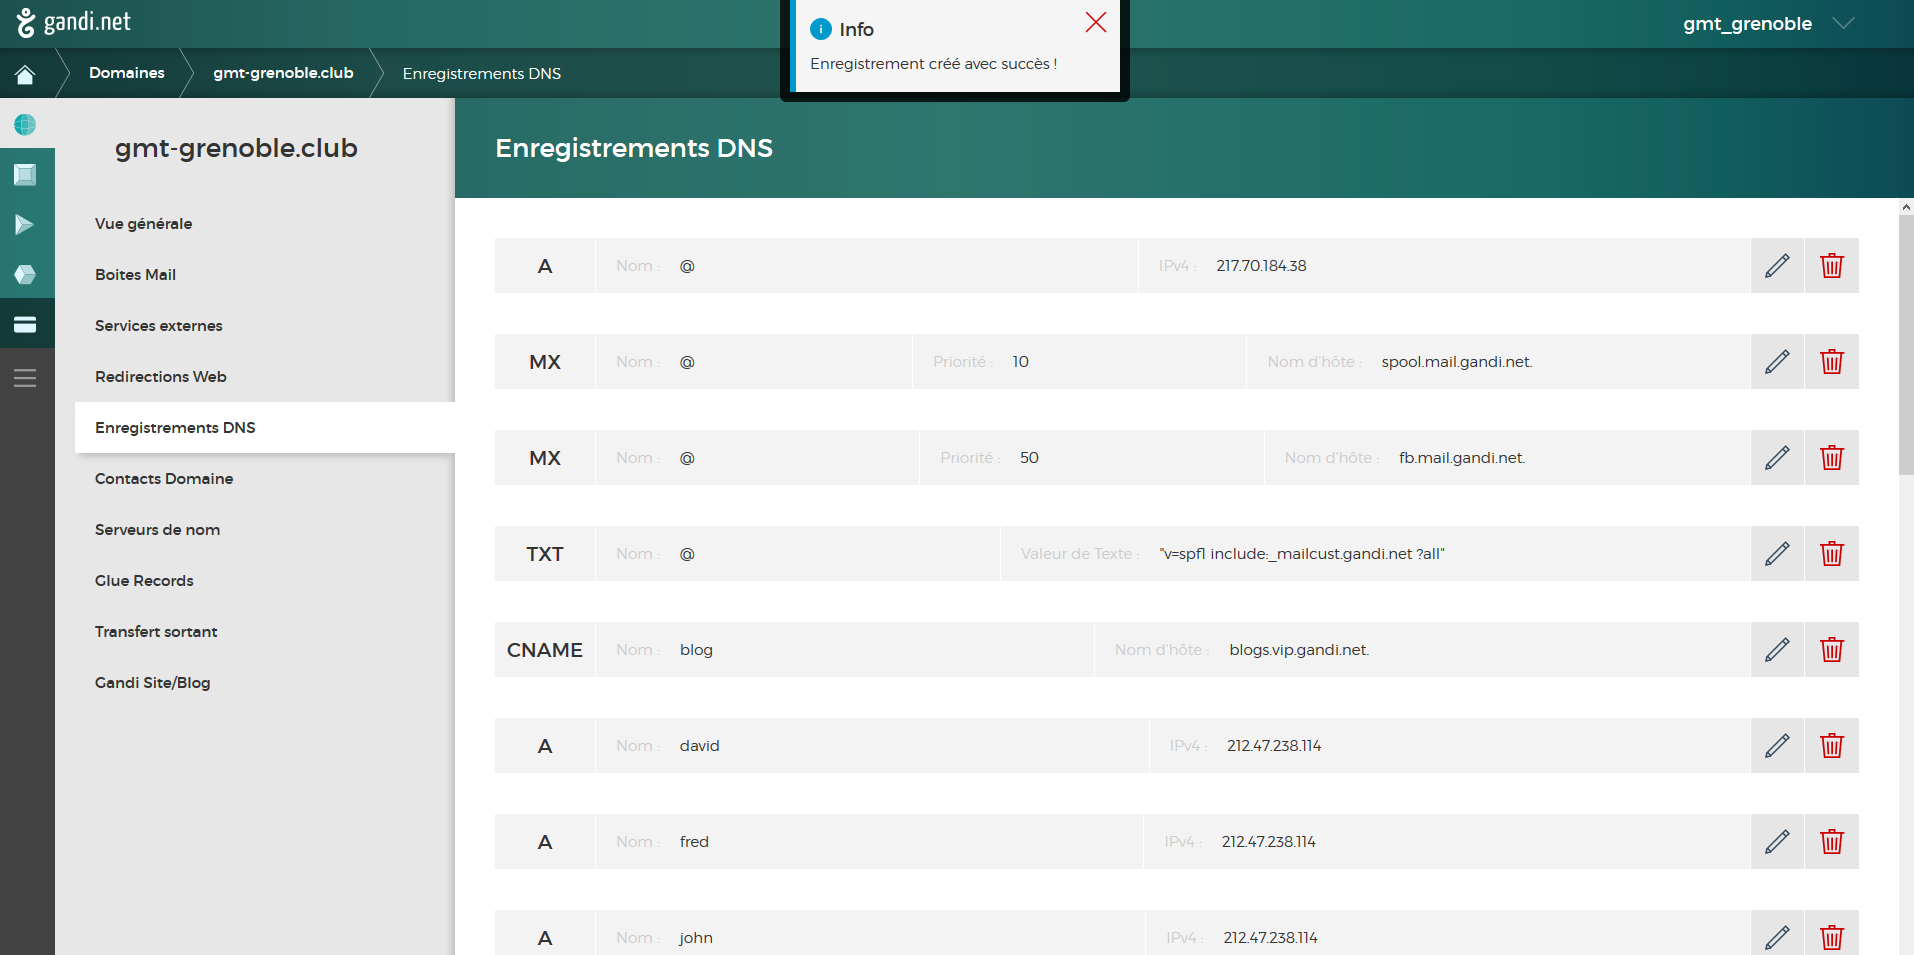 gandi.net
Info
Enregistrement créé avec succès !
gmt_grenoble
Domaines
gmt-grenoble.club
Enregistrements DNS
gmt-grenoble.club
Vue générale
Boites Mail
Services externes
Redirections Web
Enregistrements DNS
Contacts Domaine
Serveurs de nom
Glue Records
Transfert sortant
Gandi Site/Blog
Enregistrements DNS
A Nom : @ IPv4 : 217.70.184.38
MX Nom : @ Priorité : 10 Nom d'hôte : spool.mail.gandi.net.
MX Nom : @ Priorité : 50 Nom d'hôte : fb.mail.gandi.net.
TXT Nom : @ Valeur de Texte : "v=spf1 include:_mailcust.gandi.net ?all"
CNAME Nom : blog Nom d'hôte : blogs.vip.gandi.net.
A Nom : david IPv4 : 212.47.238.114
A Nom : fred IPv4 : 212.47.238.114
A Nom : john IPv4 : 212.47.238.114